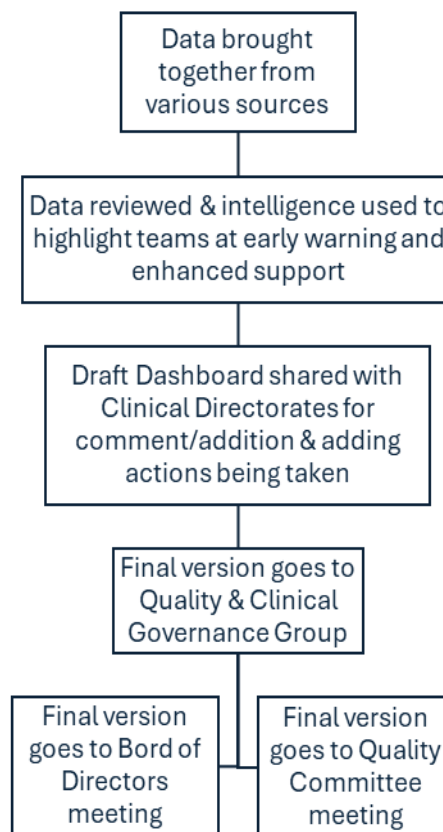 Data brought
together from
various sources
Data reviewed & intelligence used to
highlight teams at early warning and
enhanced support
Draft Dashboard shared with
Clinical Directorates for
comment/addition & adding
actions being taken
Final version goes to
Quality & Clinical
Governance Group
Final version
goes to Bord of
Directors
meeting
Final version
goes to Quality
Committee
meeting